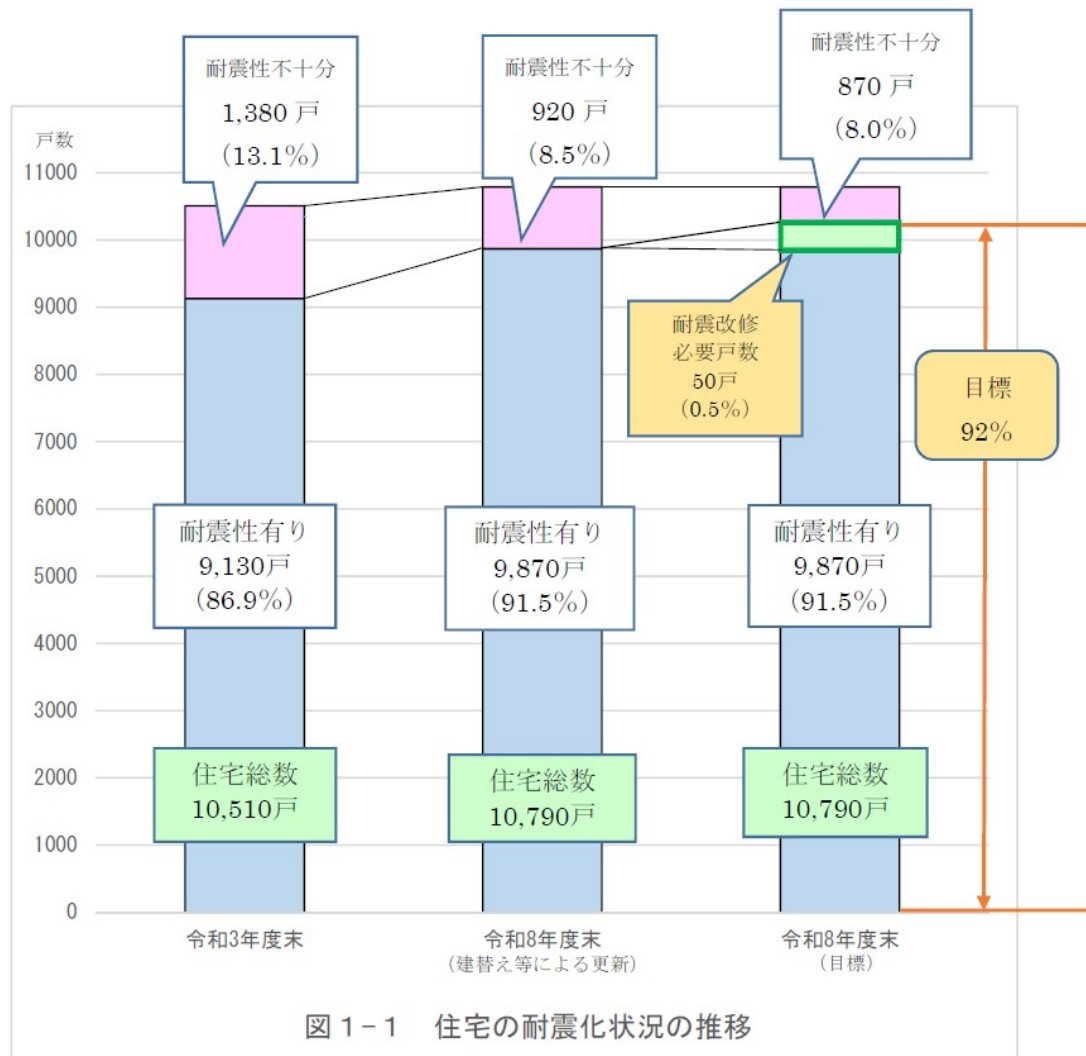 耐震性不十分
1,380 戸
(13.1%)
耐震性不十分
920 戸
(8.5%)
耐震性不十分
870 戸
(8.0%)
戸数
11000
10000
9000
8000
7000
6000
5000
4000
3000
2000
1000
0
耐震改修
必要戸数
50戸
(0.5%)
目標
92%
耐震性有り
9,130戸
(86.9%)
耐震性有り
9,870戸
(91.5%)
耐震性有り
9,870戸
(91.5%)
住宅総数
10,510戸
住宅総数
10,790戸
住宅総数
10,790戸
令和3年度末
令和8年度末
(建替え等による更新)
令和8年度末
(目標)
図1-1 住宅の耐震化状況の推移